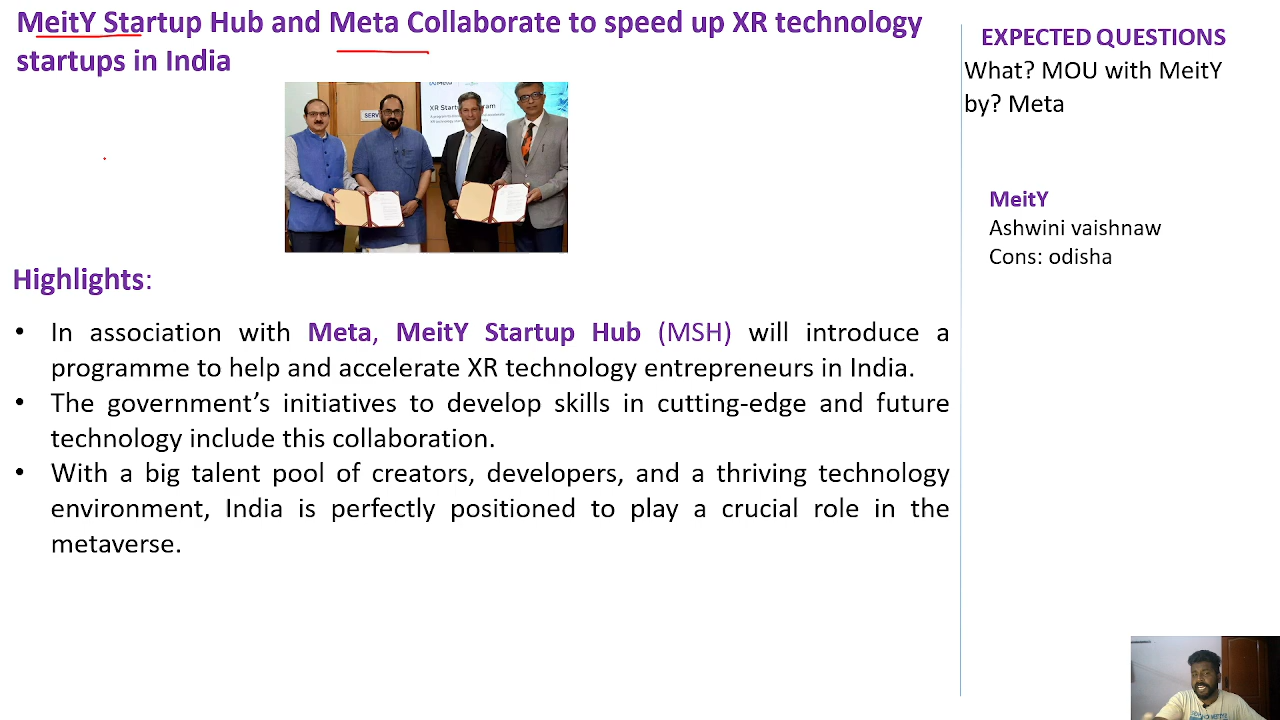 MeitY Startup Hub and Meta Collaborate to speed up XR technology
startups in India
XR Startup Program
Highlights:
• In association with Meta, MeitY Startup Hub (MSH) will introduce a
programme to help and accelerate XR technology entrepreneurs in India.
• The government’s initiatives to develop skills in cutting-edge and future
technology include this collaboration.
• With a big talent pool of creators, developers, and a thriving technology
environment, India is perfectly positioned to play a crucial role in the
metaverse.
EXPECTED QUESTIONS
What? MOU with MeitY
by? Meta
MeitY
Ashwini vaishnaw
Cons: odisha